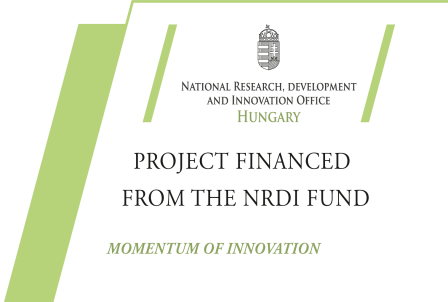 National Research, development
and Innovation Office
Hungary
PROJECT FINANCED
FROM THE NRDI FUND
MOMENTUM OF INNOVATION